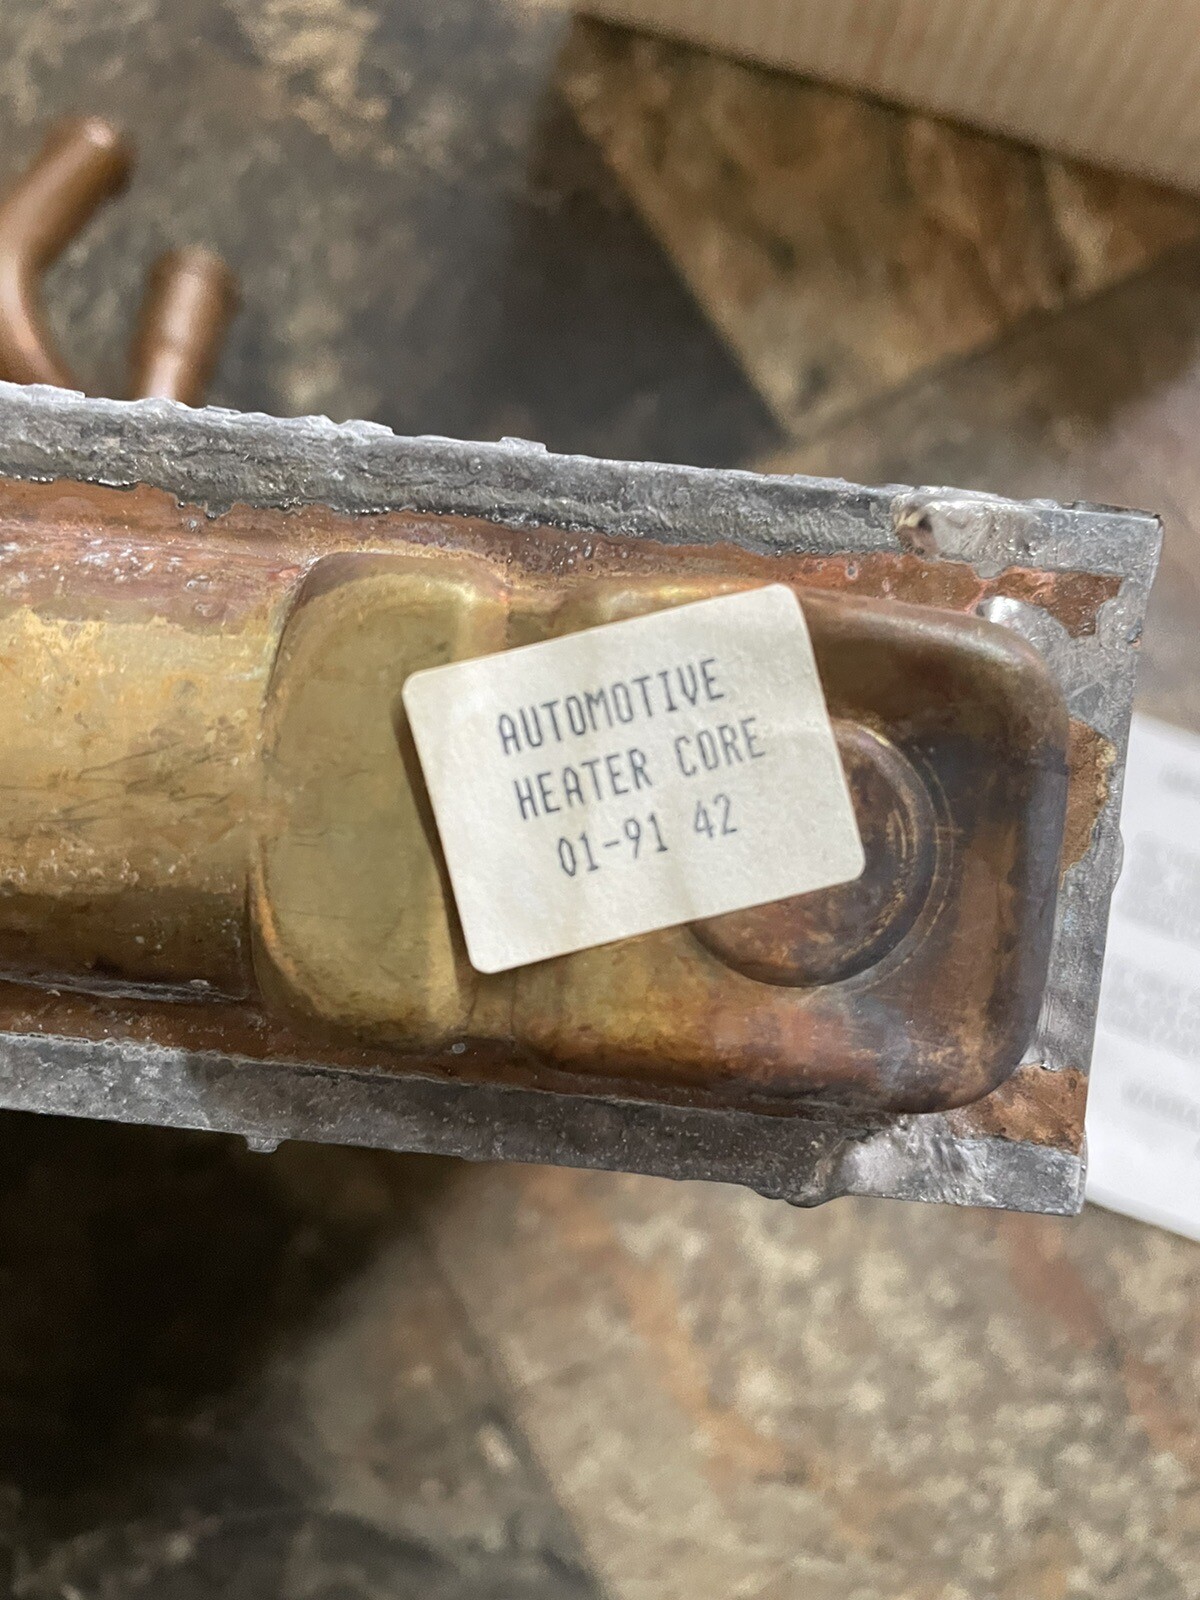 AUTOMOTIVE
HEATER CORE
01-91 42